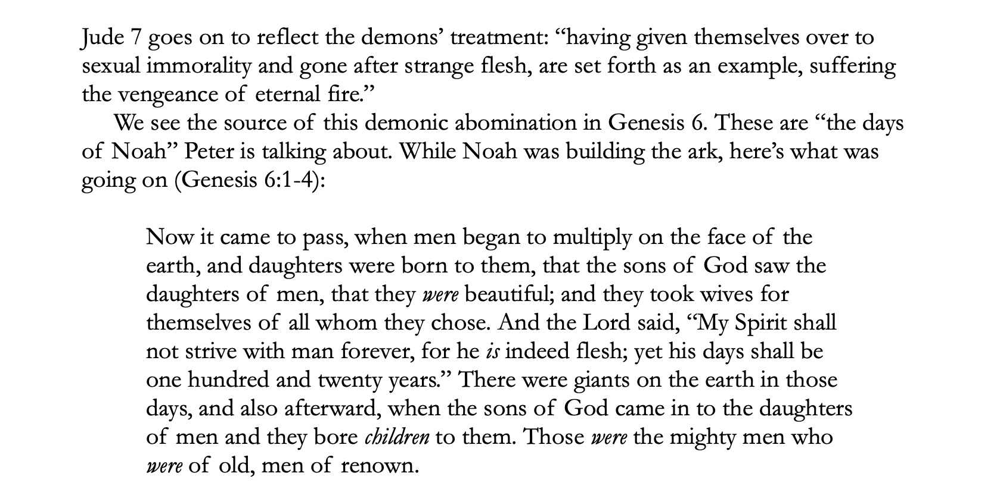 Jude 7 goes on to reflect the demons’ treatment: “having given themselves over to
sexual immorality and gone after strange flesh, are set forth as an example, suffering
the vengeance of eternal fire.”
We see the source of this demonic abomination in Genesis 6. These are “the days
of Noah” Peter is talking about. While Noah was building the ark, here’s what was
going on (Genesis 6:1-4):
Now it came to pass, when men began to multiply on the face of the
earth, and daughters were born to them, that the sons of God saw the
daughters of men, that they were beautiful; and they took wives for
themselves of all whom they chose. And the Lord said, “My Spirit shall
not strive with man forever, for he is indeed flesh; yet his days shall be
one hundred and twenty years.” There were giants on the earth in those
days, and also afterward, when the sons of God came in to the daughters
of men and they bore children to them. Those were the mighty men who
were of old, men of renown.